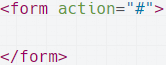 <form action="#">
</form>